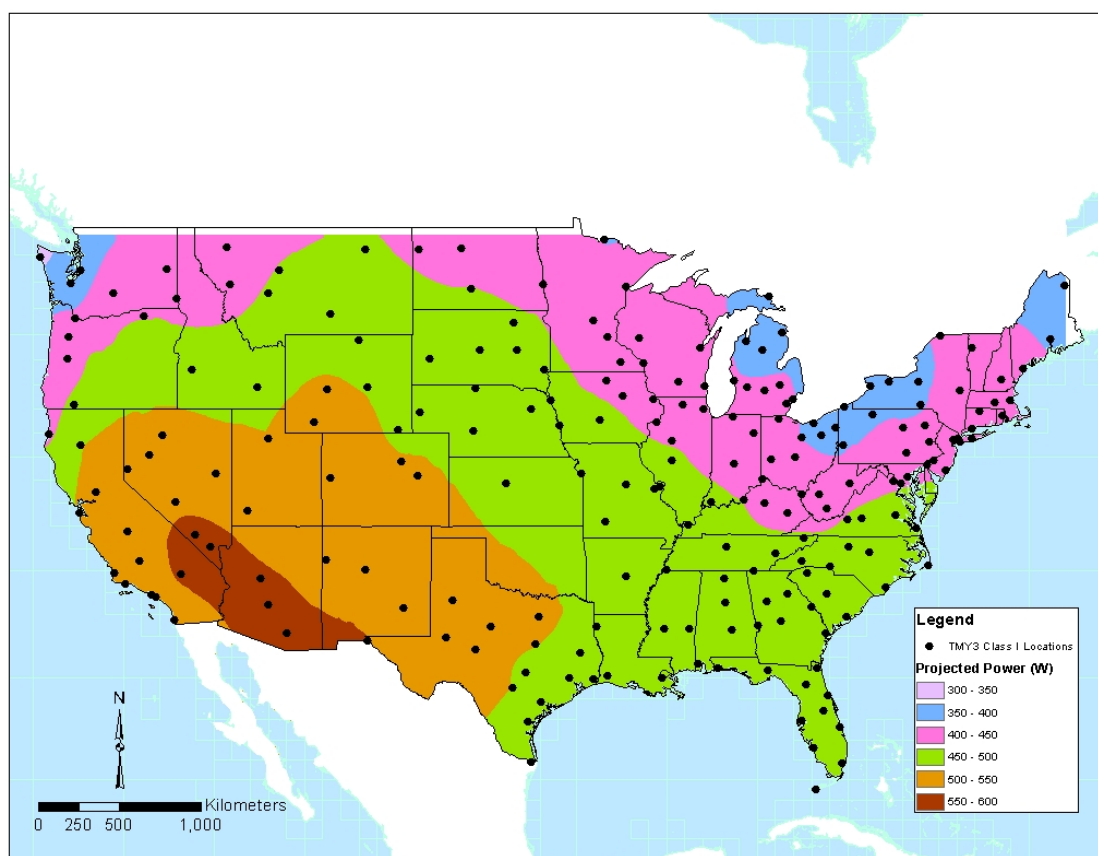 N
Kilometers
0 250 500 1,000
Legend
TMY3 Class I Locations
Projected Power (W)
300 - 350
350 - 400
400 - 450
450 - 500
500 - 550
550 - 600